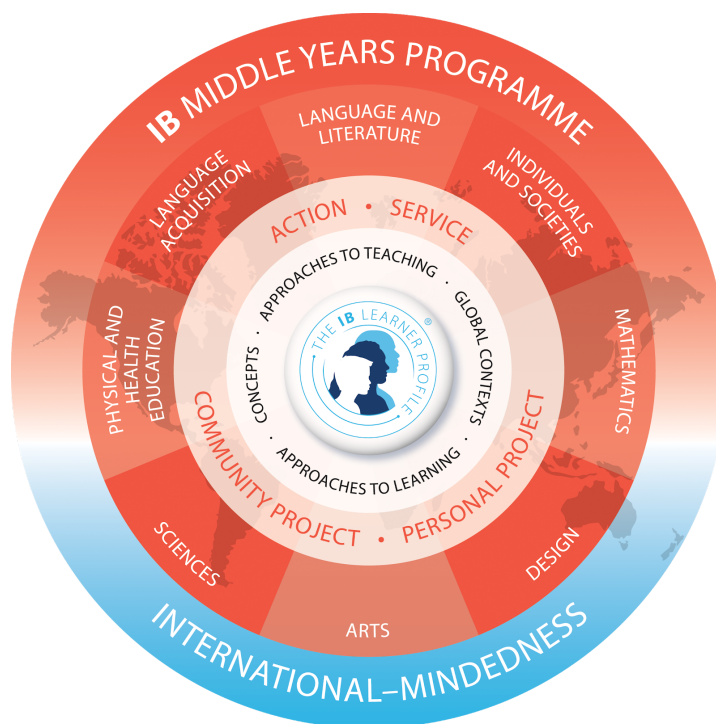 IB MIDDLE YEARS PROGRAMME
LANGUAGE AND
LITERATURE
INDIVIDUALS
AND SOCIETIES
MATHEMATICS
DESIGN
ARTS
SCIENCES
PHYSICAL AND
HEALTH
EDUCATION
LANGUAGE
ACQUISITION
ACTION • SERVICE
PERSONAL PROJECT
•
COMMUNITY PROJECT
APPROACHES TO TEACHING ·
GLOBAL CONTEXTS ·
APPROACHES TO LEARNING ·
CONCEPTS ·
THE IB LEARNER PROFILE
®
INTERNATIONAL–MINDEDNESS